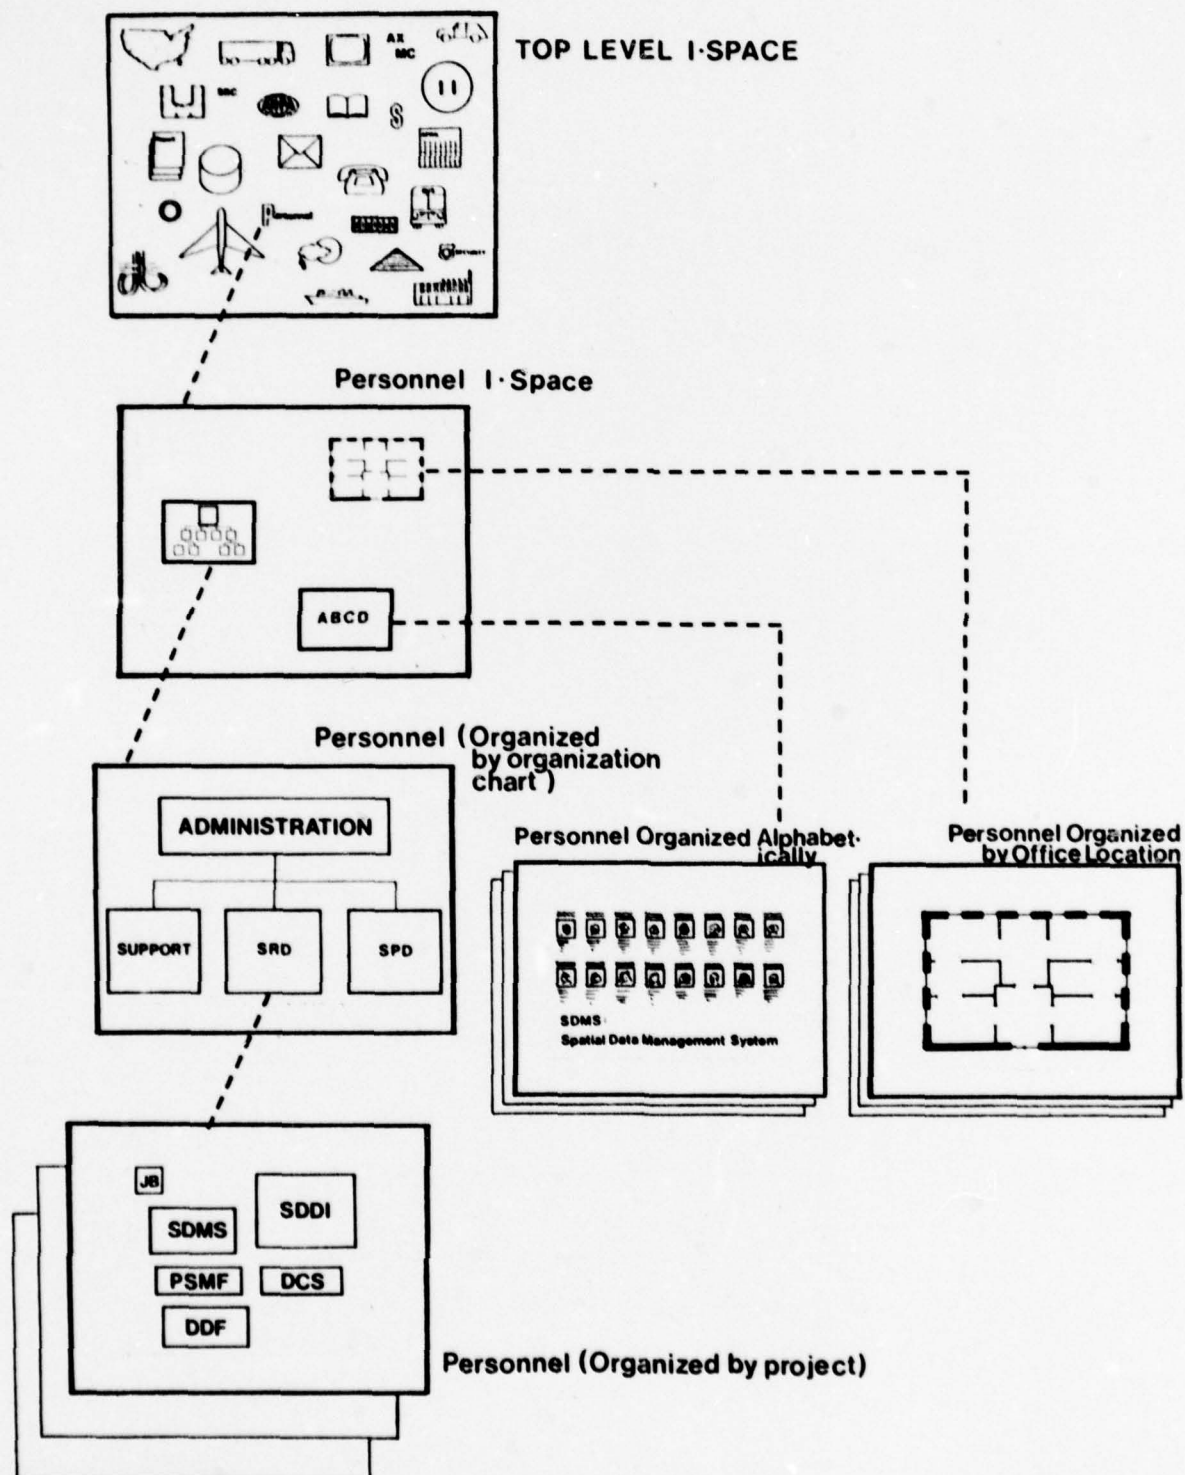 TOP LEVEL I·SPACE
AX
MC
Personnel I·Space
ABCD
Personnel (Organized
by organization
chart)
ADMINISTRATION
SUPPORT
SRD
SPD
Personnel Organized Alphabet-
ically
SDMS
Spatial Data Management System
Personnel Organized
by Office Location
JB
SDMS
SDDI
PSMF
DCS
DDF
Personnel (Organized by project)